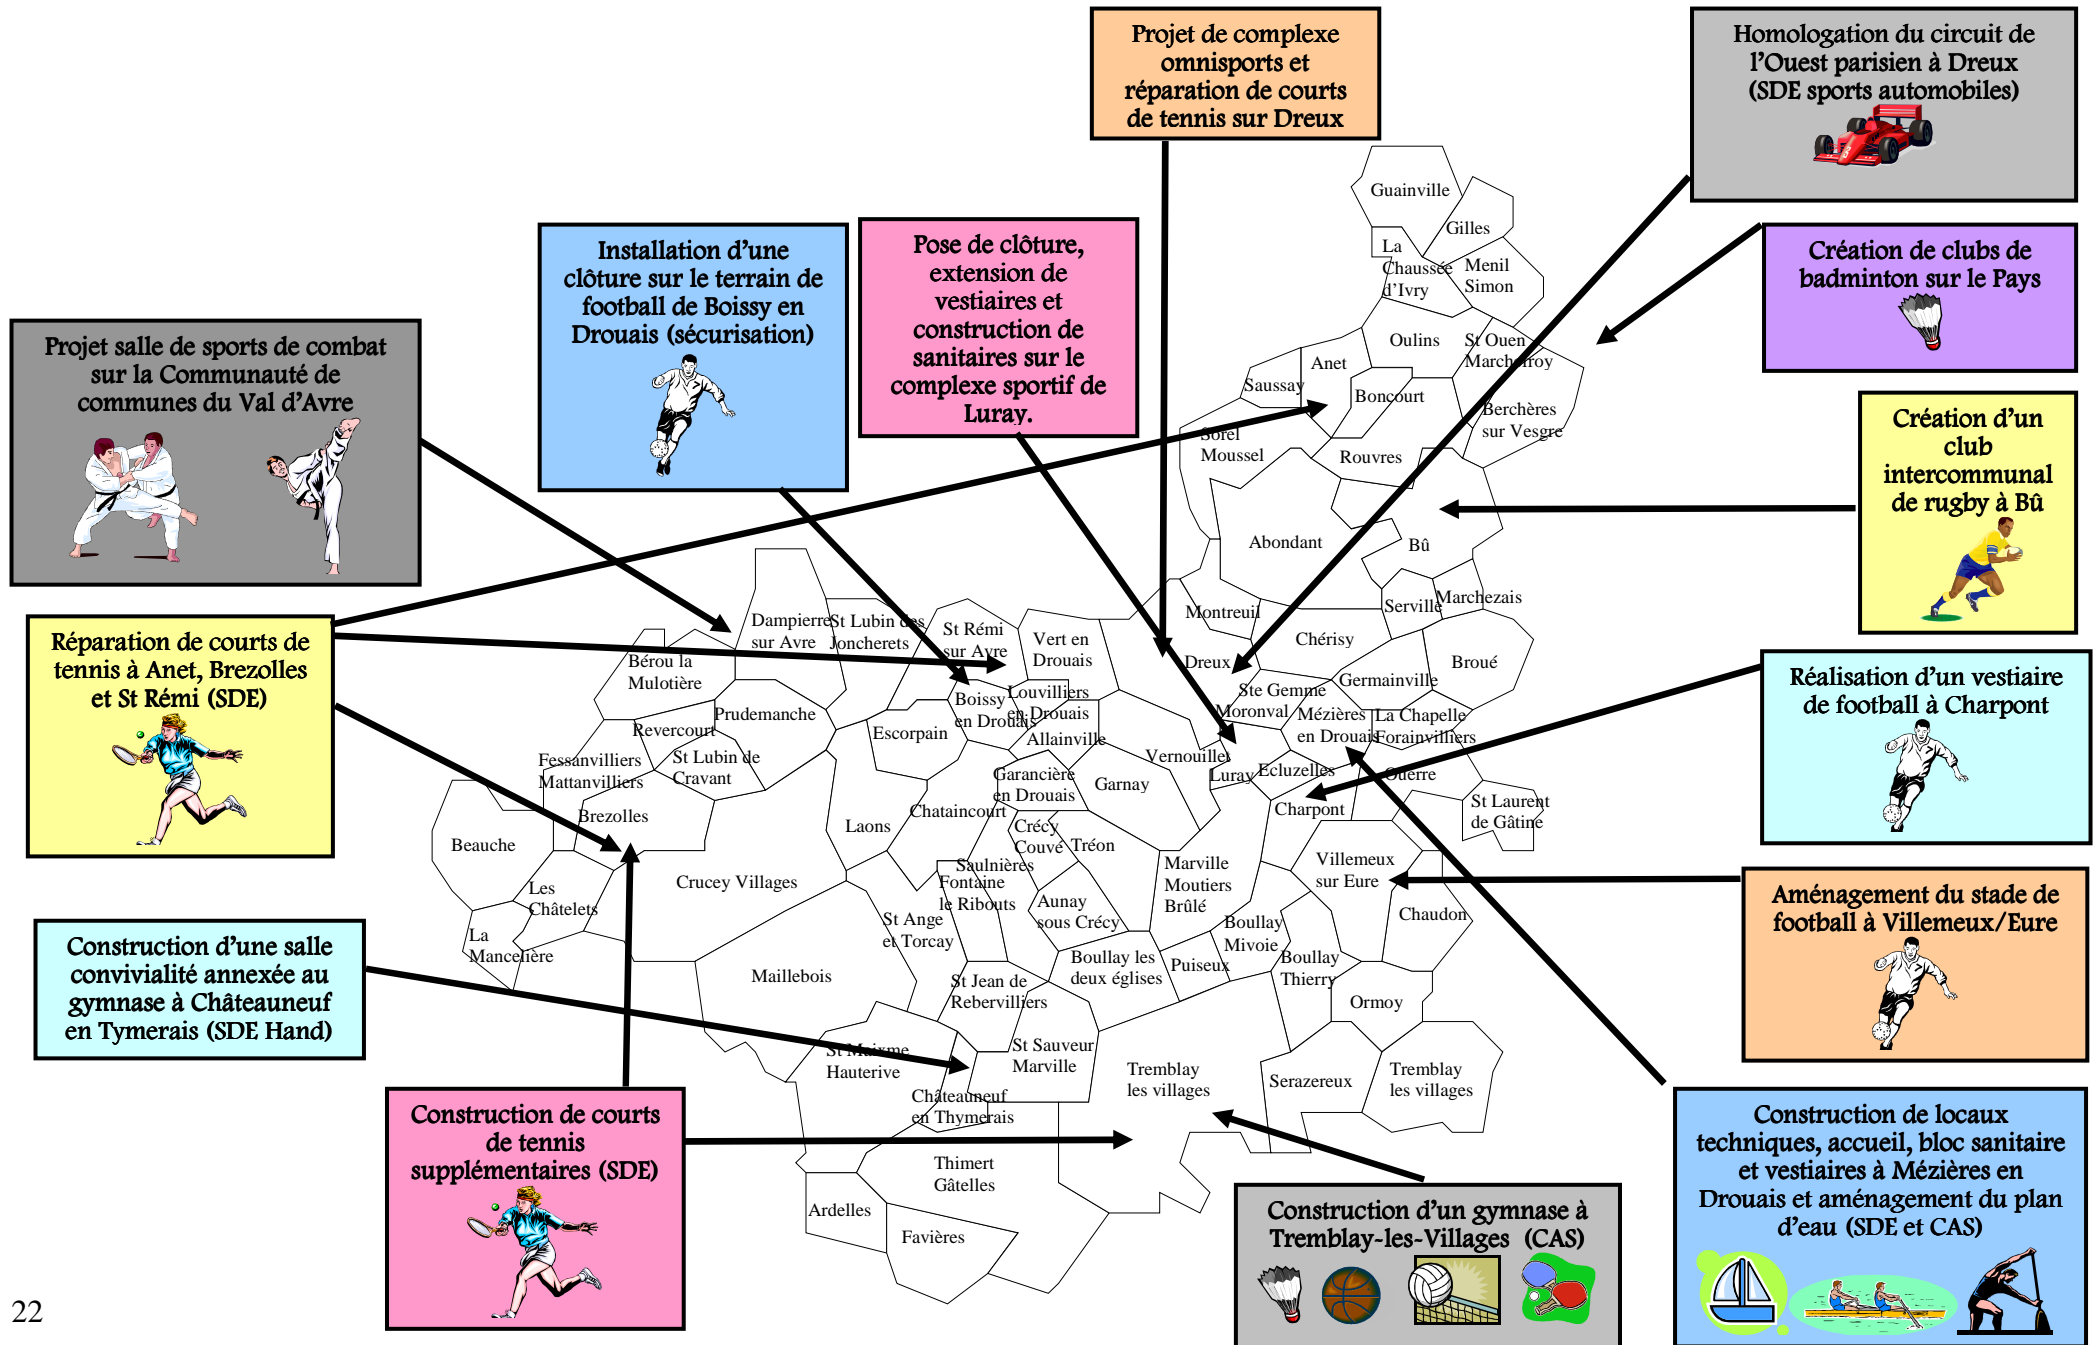 Projet de complexe
omnisports et
réparation de courts
de tennis sur Dreux
Homologation du circuit de
l'Ouest parisien à Dreux
(SDE sports automobiles)
Installation d'une
clôture sur le terrain de
football de Boissy en
Drouais (sécurisation)
Pose de clôture,
extension de
vestiaires et
construction de
sanitaires sur le
complexe sportif de
Luray.
Création de clubs de
badminton sur le Pays
Projet salle de sports de combat
sur la Communauté de
communes du Val d'Avre
Création d'un
club
intercommunal
de rugby à Bû
Réparation de courts de
tennis à Anet, Brezolles
et St Rémi (SDE)
Réalisation d'un vestiaire
de football à Charpont
Aménagement du stade de
football à Villemeux/Eure
Construction d'une salle
convivialité annexée au
gymnase à Châteauneuf
en Tymerais (SDE Hand)
Construction de courts
de tennis
supplémentaires (SDE)
Construction d'un gymnase à
Tremblay-les-Villages (CAS)
Construction de locaux
techniques, accueil, bloc sanitaire
et vestiaires à Mézières en
Drouais et aménagement du plan
d'eau (SDE et CAS)
Guainville
Gilles
La
Chaussée
d'Ivry
Menil
Simon
Oulins
St Ouen
Marchefroy
Anet
Saussay
Boncourt
Berchères
sur Vesgre
Sorel
Moussel
Rouvres
Abondant
Bû
Marchezais
Serville
Montreuil
Chérisy
Broué
Dreux
Germainville
Ste Gemme
Moronval
Mézières
en Drouais
La Chapelle
Forainvilliers
Dampierre
sur Avre
St Lubin des
Joncherets
St Rémi
sur Avre
Vert en
Drouais
Bérou la
Mulotière
Boissy
en Drouais
Louvilliers
en Drouais
Prudemanche
Revercourt
Escorpain
Allainville
Vernouillet
Fessanvilliers
Mattanvilliers
St Lubin de
Cravant
Garancière
en Drouais
Garnay
Luray
Ecluzelles
Ouerre
Charpont
St Laurent
de Gâtine
Brezolles
Laons
Chataincourt
Crécy
Couvé
Tréon
Beauche
Saulnières
Marville
Moutiers
Brûlé
Villemeux
sur Eure
Les
Châtelets
Crucey Villages
Fontaine
le Ribouts
Aunay
sous Crécy
Chaudon
St Ange
et Torcay
Boullay
Mivoie
La
Mancelière
Maillebois
Boullay les
deux églises
Puiseux
Boullay
Thierry
St Jean de
Rebervilliers
Ormoy
St Maixme
Hauterive
St Sauveur
Marville
Tremblay
les villages
Serazereux
Tremblay
les villages
Châteauneuf
en Thymerais
Thimert
Gâtelles
Ardelles
Favières
22